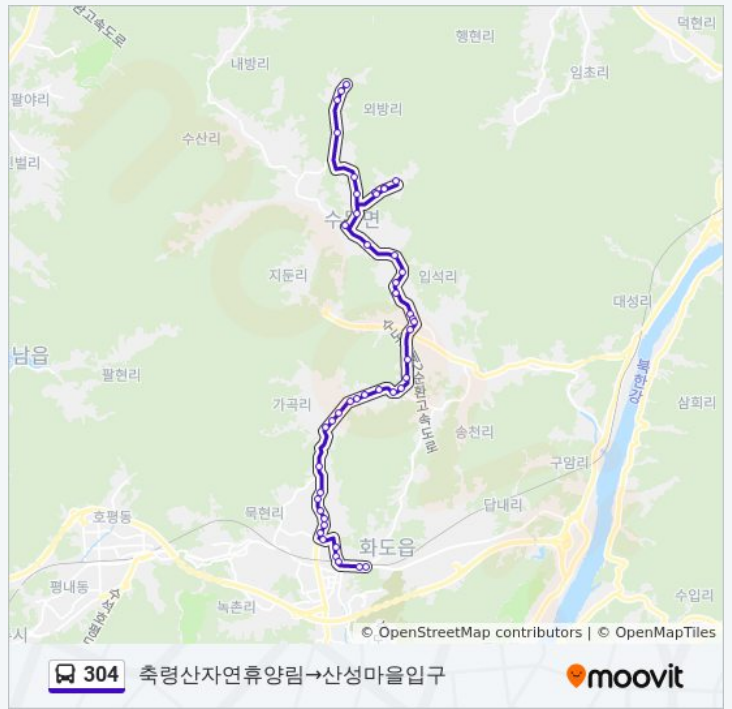 덕현리
행현리
내방리
임초리
팔야리
외방리
수산리
진벌리
지둔리
입석리
대성리
남읍
팔현리
북한강
가곡리
삼회리
송천리
구암리
답내리
묵현리
호평동
화도읍
평내동
녹촌리
수입리
© OpenStreetMap contributors | © OpenMapTiles
304 축령산자연휴양림→산성마을입구 moovit